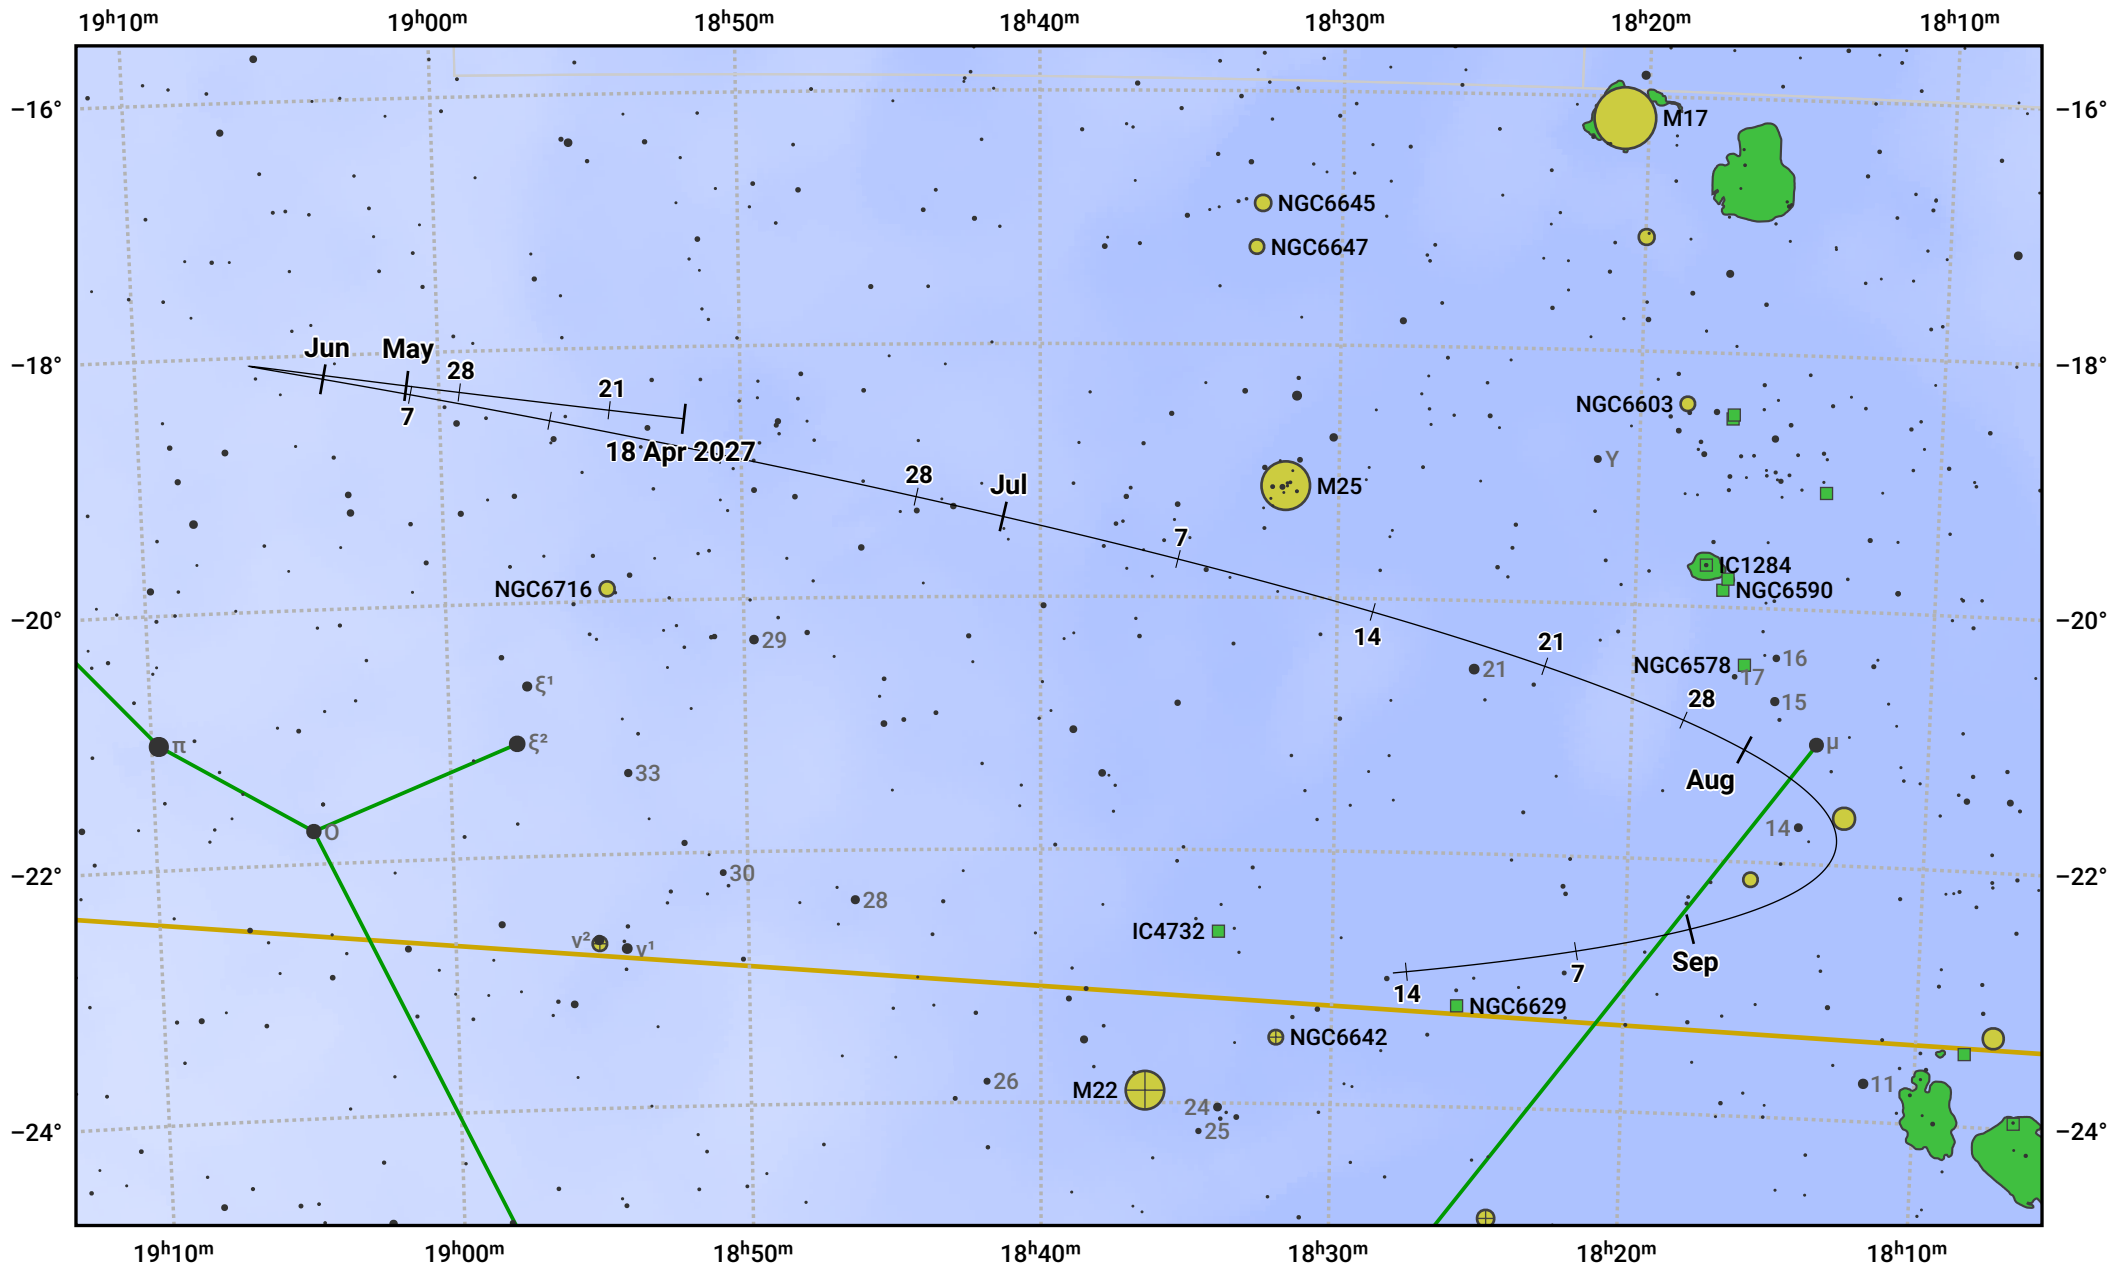 19h10m 19h00m 18h50m 18h40m 18h30m 18h20m 18h10m
−16° −16°
M17
NGC6645
NGC6647
Jun May
28
−18° −18°
21
7
NGC6603
18 Apr 2027
Y
28
M25
Jul
7
IC1284
NGC6716
NGC6590
−20° −20°
14
29
21
21
NGC6578
16
17
ξ¹
28
15
π
ξ²
μ
33
Aug
O
14
30
−22° −22°
28
IC4732
ν²
ν¹
Sep
7
14
NGC6629
NGC6642
26
M22
11
24
25
−24° −24°
19h10m 19h00m 18h50m 18h40m 18h30m 18h20m 18h10m